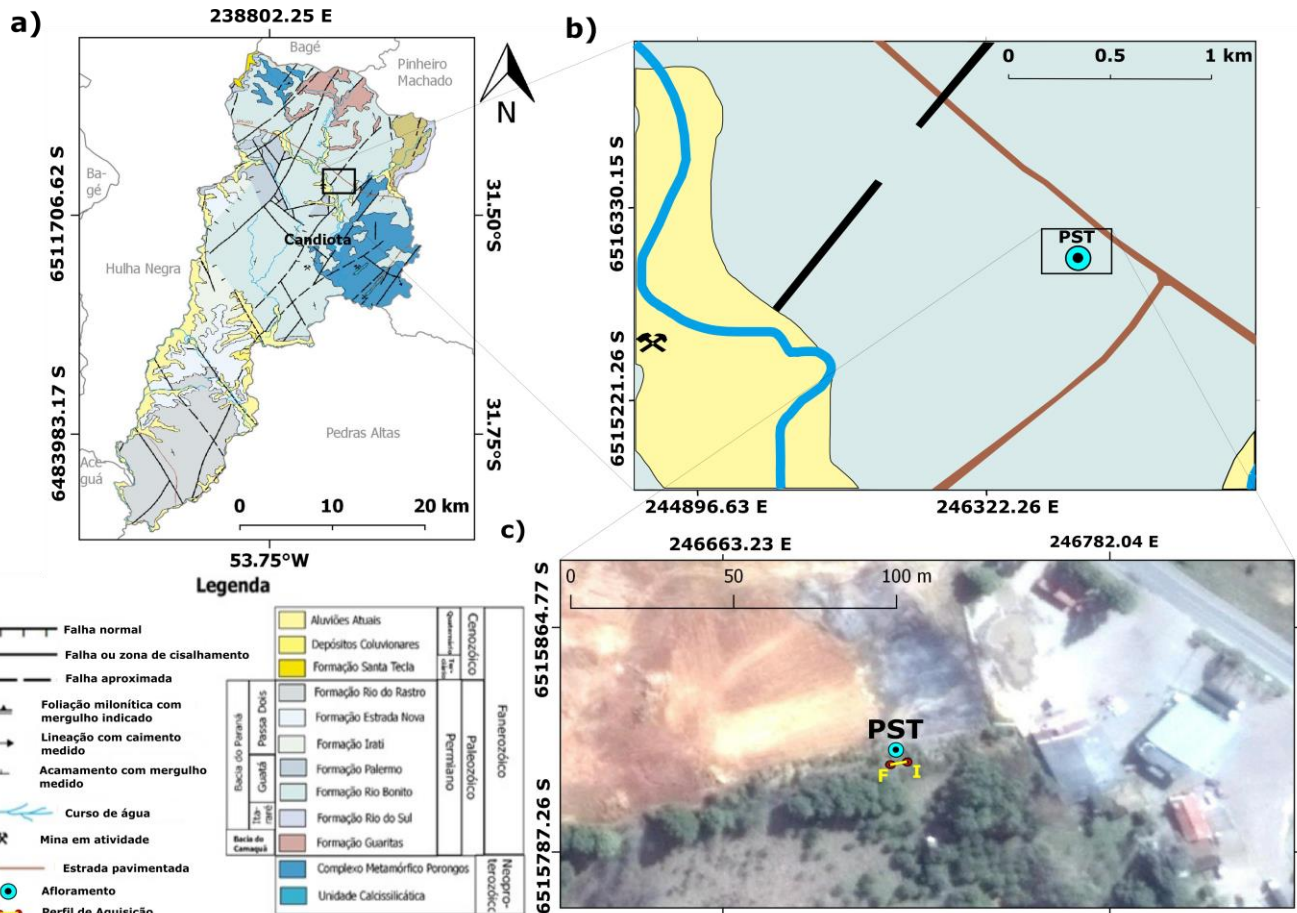 a)
238802.25 E
Bagé
Pinheiro
Machado
N
6511706.62 S
Ba-
gé
31.50°S
Candiota
Hulha Negra
6483983.17 S
31.75°S
Pedras Altas
Ace-
guá
0 10 20 km
53.75°W
b)
0 0.5 1 km
6516330.15 S
PST
6515221.26 S
244896.63 E
246322.26 E
c)
246663.23 E
246782.04 E
0 50 100 m
6515864.77 S
PST
F I
6515787.26 S
Legenda
Falha normal
Falha ou zona de cisalhamento
Falha aproximada
Foliação milonítica com
mergulho indicado
Lineação com caimento
medido
Acamamento com mergulho
medido
Curso de água
Mina em atividade
Estrada pavimentada
Afloramento
Perfil de Aquisição
Aluviões Atuais
Depósitos Coluvionares
Formação Santa Tecla
Formação Rio do Rastro
Formação Estrada Nova
Formação Irati
Formação Palermo
Formação Rio Bonito
Formação Rio do Sul
Formação Guaritas
Complexo Metamórfico Porongos
Unidade Calcissilicática
Bacia do Paraná
Passa Dois
Guatá
Ita-
raré
Bacia do
Camaquã
Quaternário
Cenozóico
Permiano
Paleozóico
Fanerozóico
Neopro-
terozóico